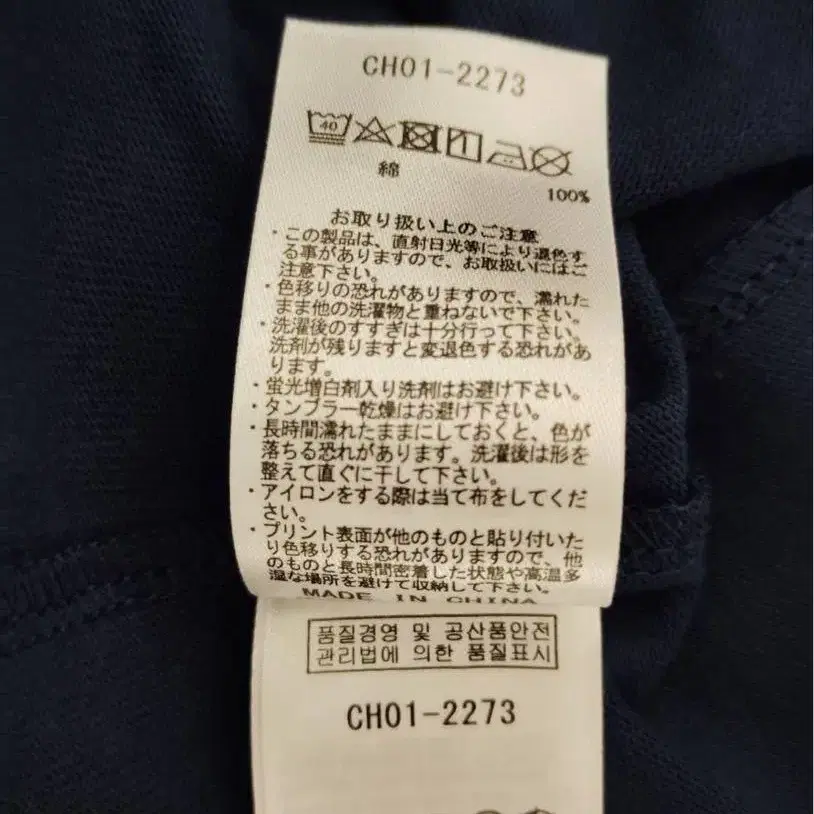 CH01-2273
40
綿
100%
お取り扱い上のご注意
・この製品は、直射日光等により退色す
る事がありますので、お取扱いにはご
注意下さい。
・色移りの恐れがありますので、濡れた
まま他の洗濯物と重ねないで下さい。
・洗濯後のすすぎは十分行って下さい。
洗剤が残りますと変退色する恐れがあ
ります。
・蛍光増白剤入り洗剤はお避け下さい。
・タンブラー乾燥はお避け下さい。
・長時間濡れたままにしておくと、色が
落ちる恐れがあります。洗濯後は形を
整えて直ぐに干して下さい。
・アイロンをする際は当て布をしてくだ
さい。
・プリント表面が他のものと貼り付いた
り色移りする恐れがありますので、他
のものと長時間密着した状態や高温多
湿な場所を避けて収納して下さい。
MADE IN CHINA
품질경영 및 공산품안전
관리법에 의한 품질표시
CH01-2273